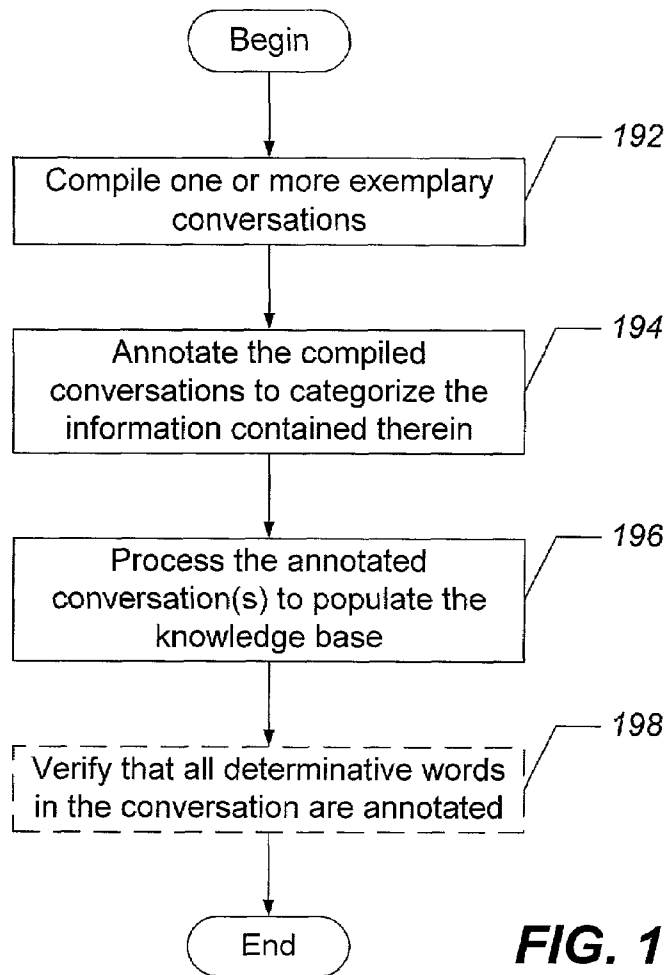 Begin
192
Compile one or more exemplary
conversations
194
Annotate the compiled
conversations to categorize the
information contained therein
196
Process the annotated
conversation(s) to populate the
knowledge base
198
Verify that all determinative words
in the conversation are annotated
End
FIG. 1